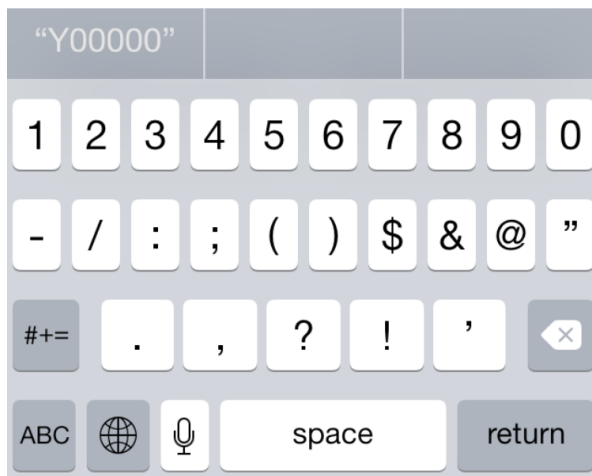 “Y00000”
1 2 3 4 5 6 7 8 9 0
- / : ; ( ) $ & @ ”
#+= . , ? ! ’
ABC space return